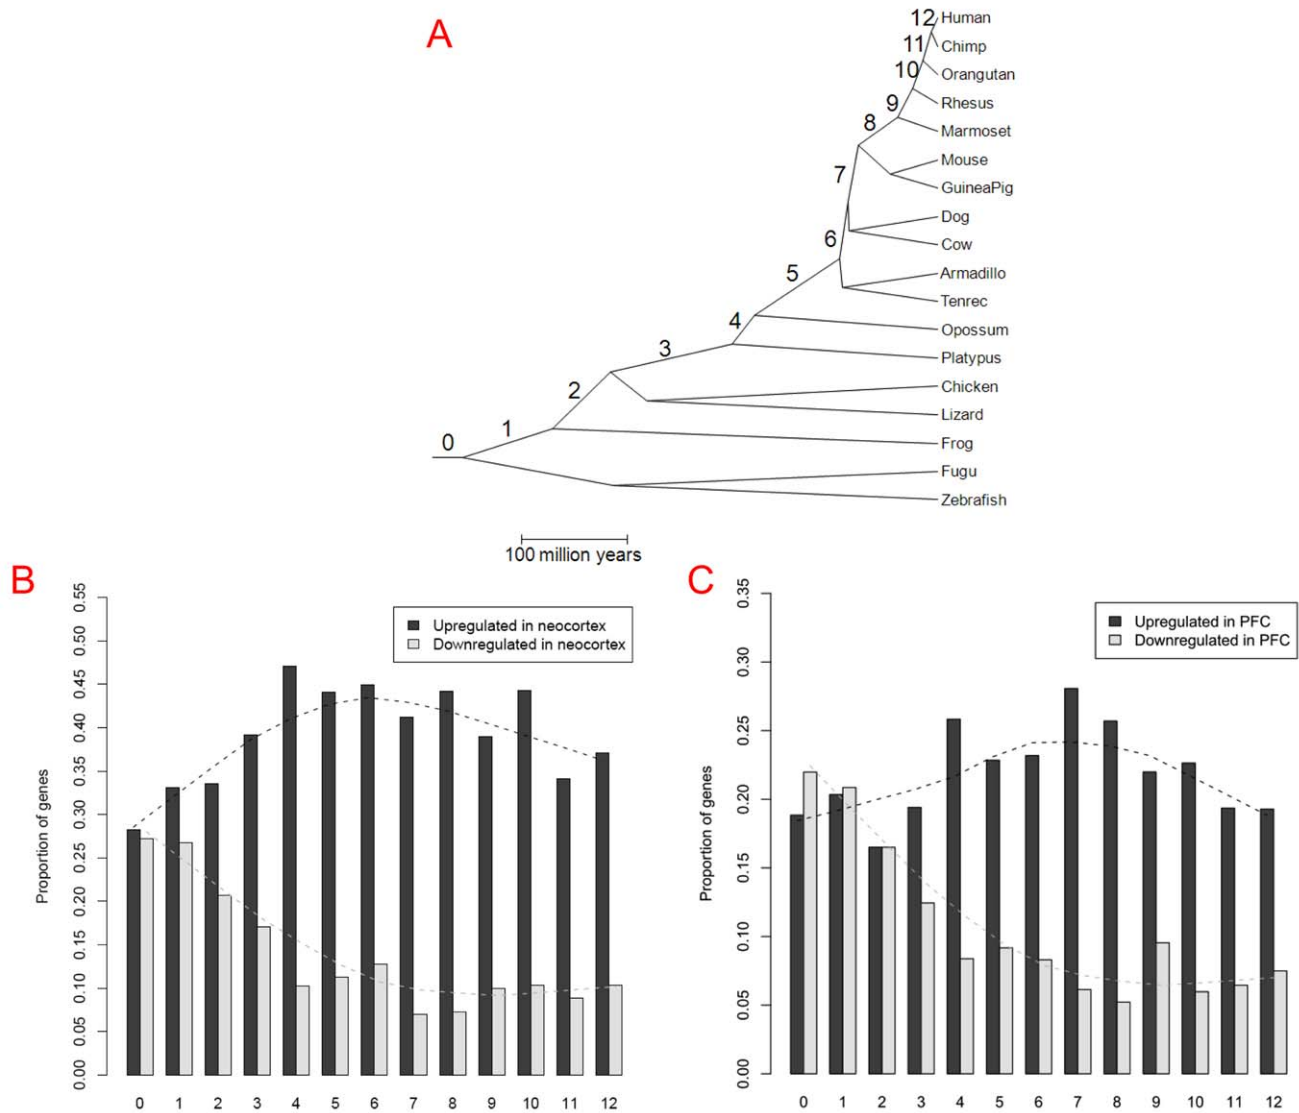 A
12
Human
11
Chimp
10
Orangutan
9
Rhesus
8
Marmoset
Mouse
7
GuineaPig
Dog
6
Cow
5
Armadillo
Tenrec
4
Opossum
3
Platypus
2
Chicken
Lizard
1
Frog
0
Fugu
Zebrafish
100 million years
B
Proportion of genes
0.55
0.50
0.45
0.40
0.35
0.30
0.25
0.20
0.15
0.10
0.05
0.00
Upregulated in neocortex
Downregulated in neocortex
0 1 2 3 4 5 6 7 8 9 10 11 12
C
Proportion of genes
0.35
0.30
0.25
0.20
0.15
0.10
0.05
0.00
Upregulated in PFC
Downregulated in PFC
0 1 2 3 4 5 6 7 8 9 10 11 12